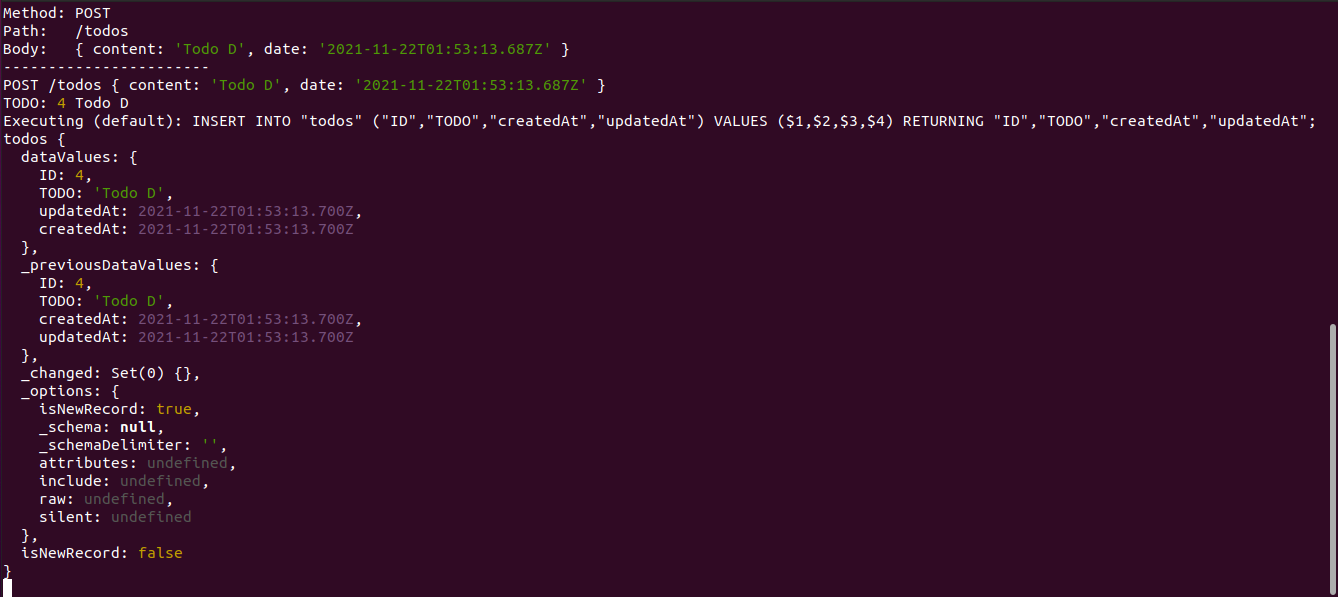 Method: POST
Path:   /todos
Body:   { content: 'Todo D', date: '2021-11-22T01:53:13.687Z' }
-----------------------
POST /todos { content: 'Todo D', date: '2021-11-22T01:53:13.687Z' }
TODO: 4 Todo D
Executing (default): INSERT INTO "todos" ("ID","TODO","createdAt","updatedAt") VALUES ($1,$2,$3,$4) RETURNING "ID","TODO","createdAt","updatedAt";
todos {
  dataValues: {
    ID: 4,
    TODO: 'Todo D',
    updatedAt: 2021-11-22T01:53:13.700Z,
    createdAt: 2021-11-22T01:53:13.700Z
  },
  _previousDataValues: {
    ID: 4,
    TODO: 'Todo D',
    createdAt: 2021-11-22T01:53:13.700Z,
    updatedAt: 2021-11-22T01:53:13.700Z
  },
  _changed: Set(0) {},
  _options: {
    isNewRecord: true,
    _schema: null,
    _schemaDelimiter: '',
    attributes: undefined,
    include: undefined,
    raw: undefined,
    silent: undefined
  },
  isNewRecord: false
}